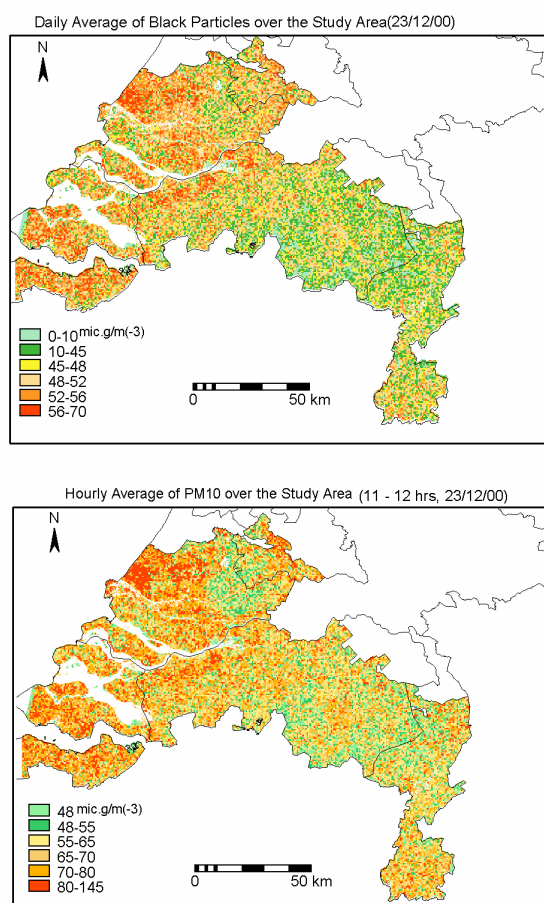 Daily Average of Black Particles over the Study Area(23/12/00)
N
0-10 mic.g/m(-3)
10-45
45-48
48-52
52-56
56-70
0 50 km
Hourly Average of PM10 over the Study Area (11 - 12 hrs, 23/12/00)
N
48 mic.g/m(-3)
48-55
55-65
65-70
70-80
80-145
0 50 km